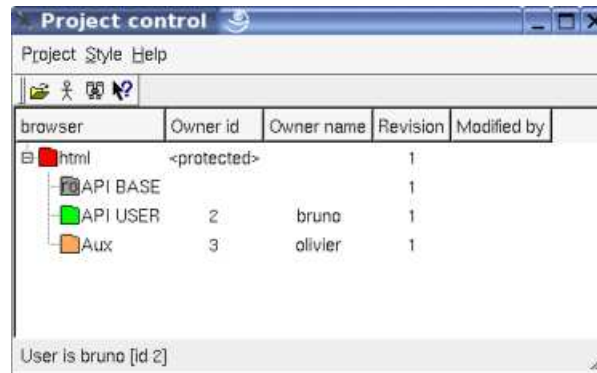 Project control
Project Style Help
browser Owner id Owner name Revision Modified by
html <protected> 1
ro API BASE 1
API USER 2 bruno 1
Aux 3 olivier 1
User is bruno [id 2]